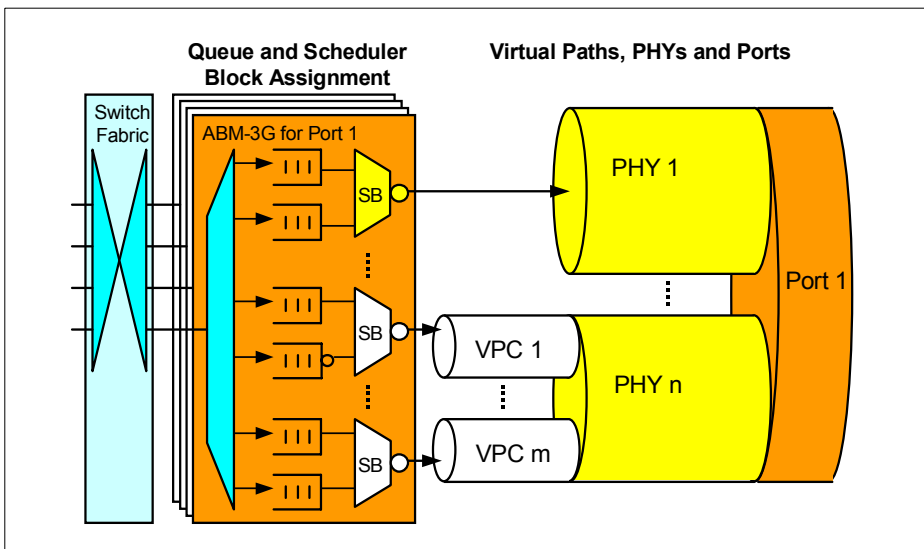 Queue and Scheduler
Block Assignment
Virtual Paths, PHYs and Ports
Switch
Fabric
ABM-3G for Port 1
SB
SB
SB
PHY 1
Port 1
VPC 1
PHY n
VPC m